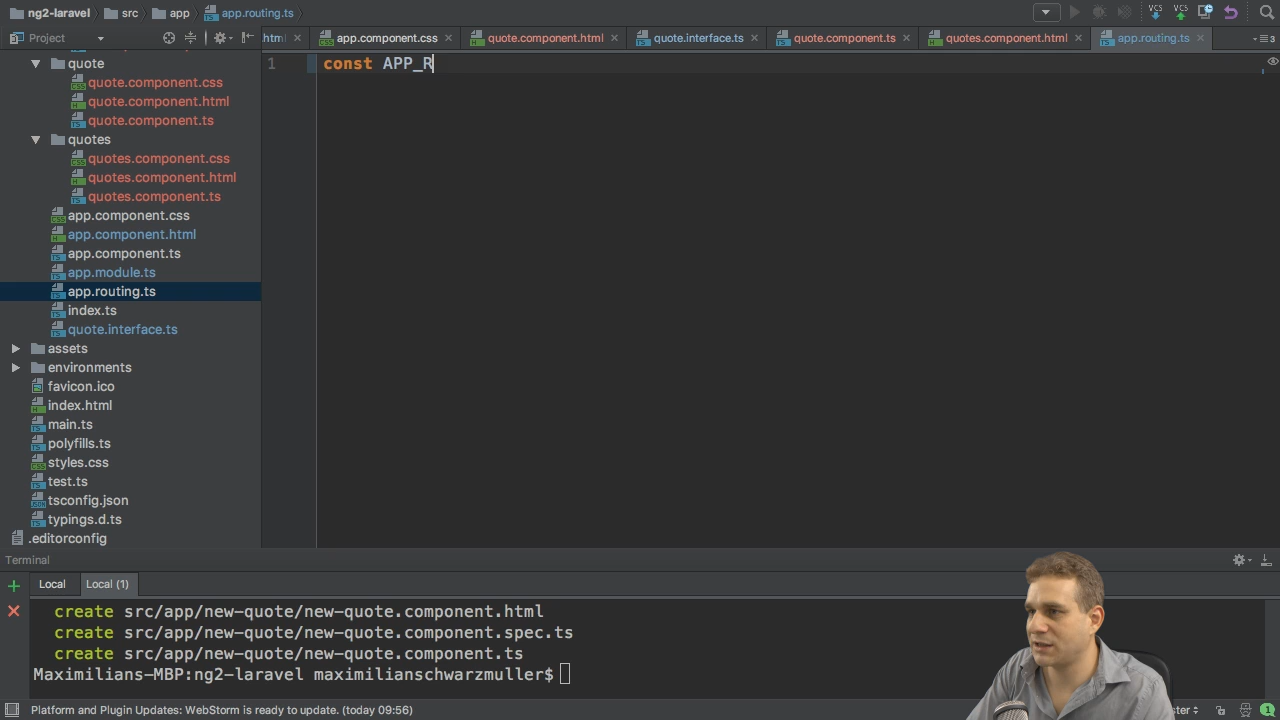 ng2-laravel src app app.routing.ts
Project
html app.component.css quote.component.html quote.interface.ts quote.component.ts quotes.component.html app.routing.ts
1 const APP_R
quote
quote.component.css
quote.component.html
quote.component.ts
quotes
quotes.component.css
quotes.component.html
quotes.component.ts
app.component.css
app.component.html
app.component.ts
app.module.ts
app.routing.ts
index.ts
quote.interface.ts
assets
environments
favicon.ico
index.html
main.ts
polyfills.ts
styles.css
test.ts
tsconfig.json
typings.d.ts
.editorconfig
Terminal
Local Local (1)
create src/app/new-quote/new-quote.component.html
create src/app/new-quote/new-quote.component.spec.ts
create src/app/new-quote/new-quote.component.ts
Maximilians-MBP:ng2-laravel maximilianschwarzmuller$
Platform and Plugin Updates: WebStorm is ready to update. (today 09:56)